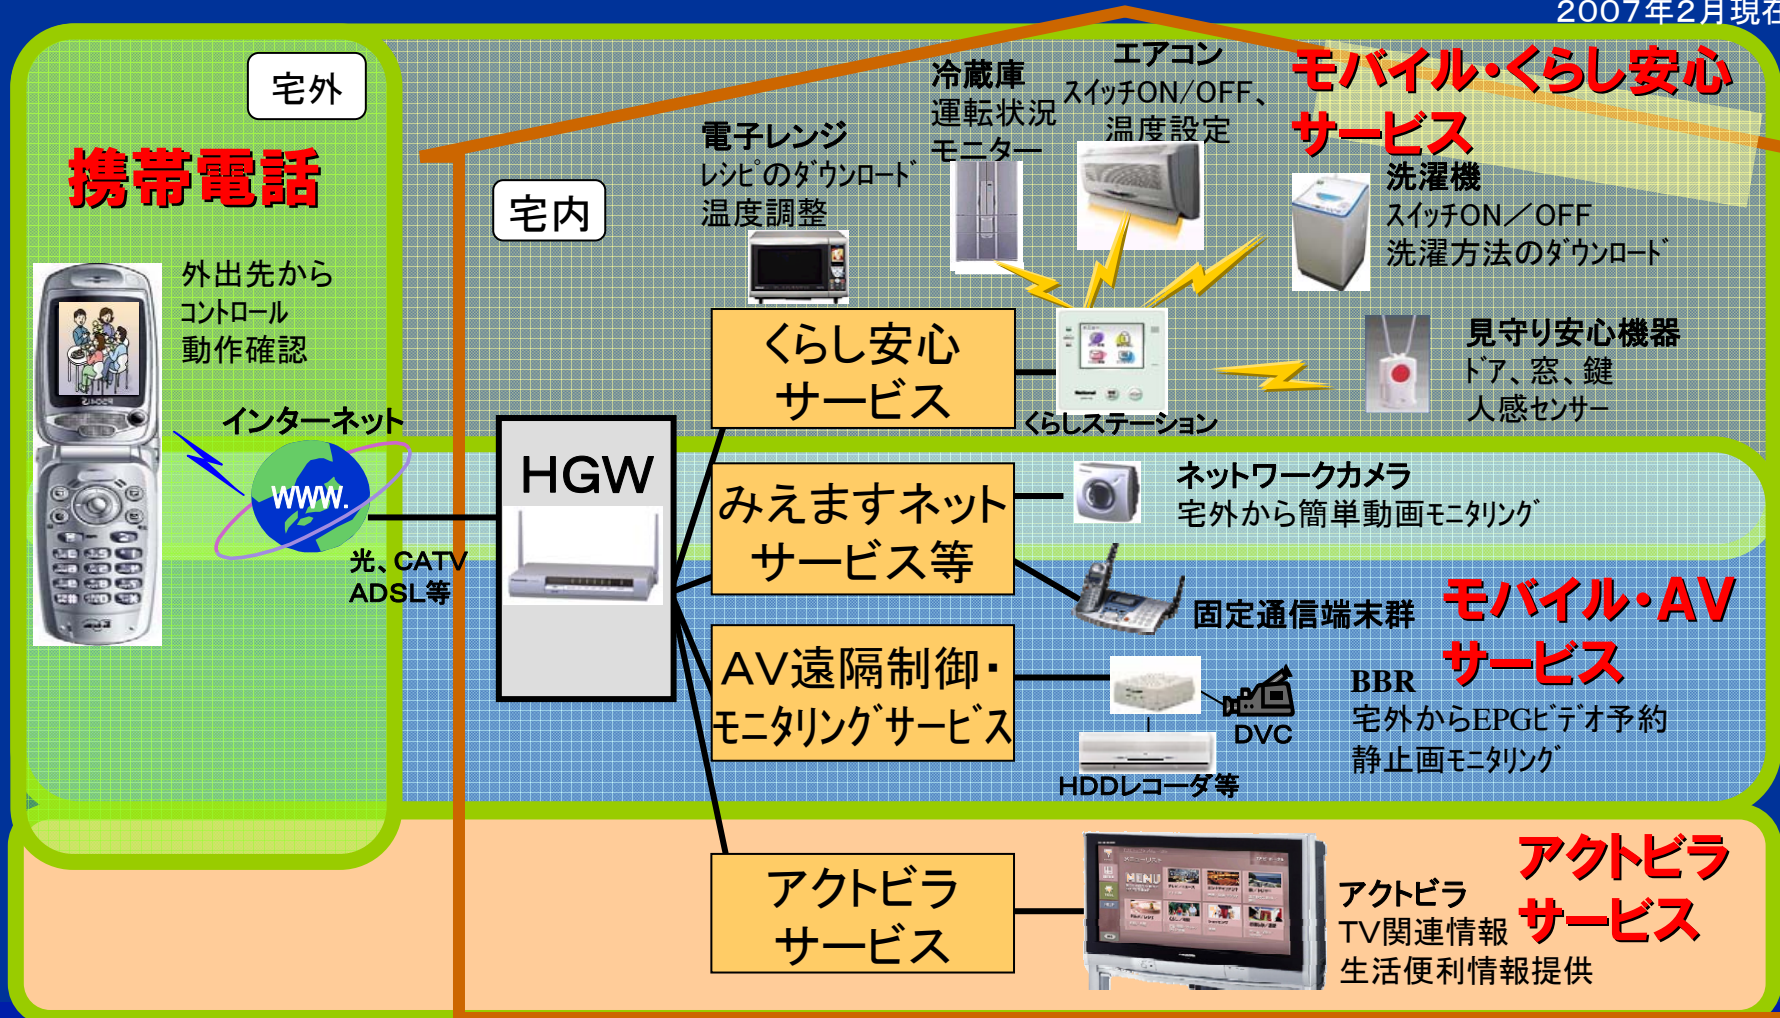 2007年2月現在
宅外
携帯電話
外出先から
コントロール
動作確認
インターネット
WWW.
光、CATV
ADSL等
宅内
電子レンジ
レシピのダウンロード
温度調整
冷蔵庫
運転状況
モニター
エアコン
スイッチON/OFF、
温度設定
モバイル・くらし安心
サービス
洗濯機
スイッチON／OFF
洗濯方法のダウンロード
見守り安心機器
ドア、窓、鍵
人感センサー
くらし安心
サービス
くらしステーション
HGW
みえますネット
サービス等
ネットワークカメラ
宅外から簡単動画モニタリング
固定通信端末群
モバイル・AV
サービス
AV遠隔制御・
モニタリングサービス
DVC
HDDレコーダ等
BBR
宅外からEPGビデオ予約
静止画モニタリング
アクトビラ
サービス
MENU
アクトビラ
TV関連情報
生活便利情報提供
アクトビラ
サービス